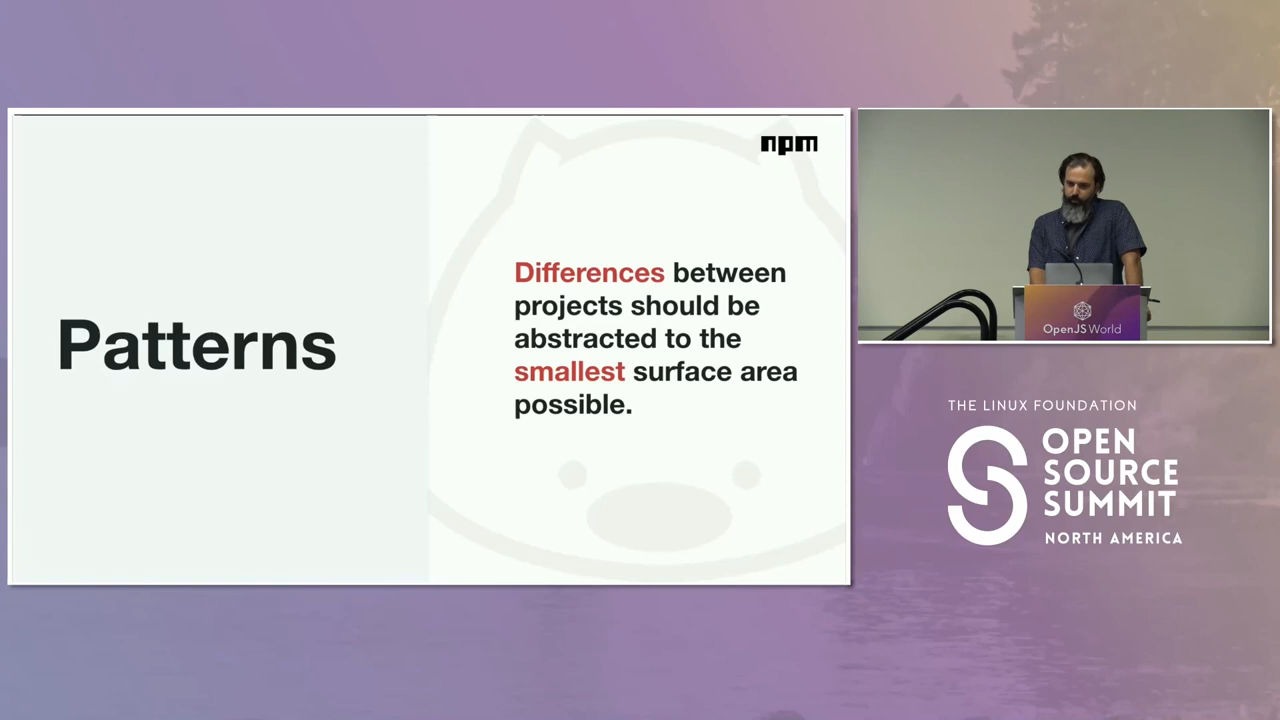 npm
Patterns
Differences between
projects should be
abstracted to the
smallest surface area
possible.
OpenJS World
THE LINUX FOUNDATION
OPEN
SOURCE
SUMMIT
NORTH AMERICA